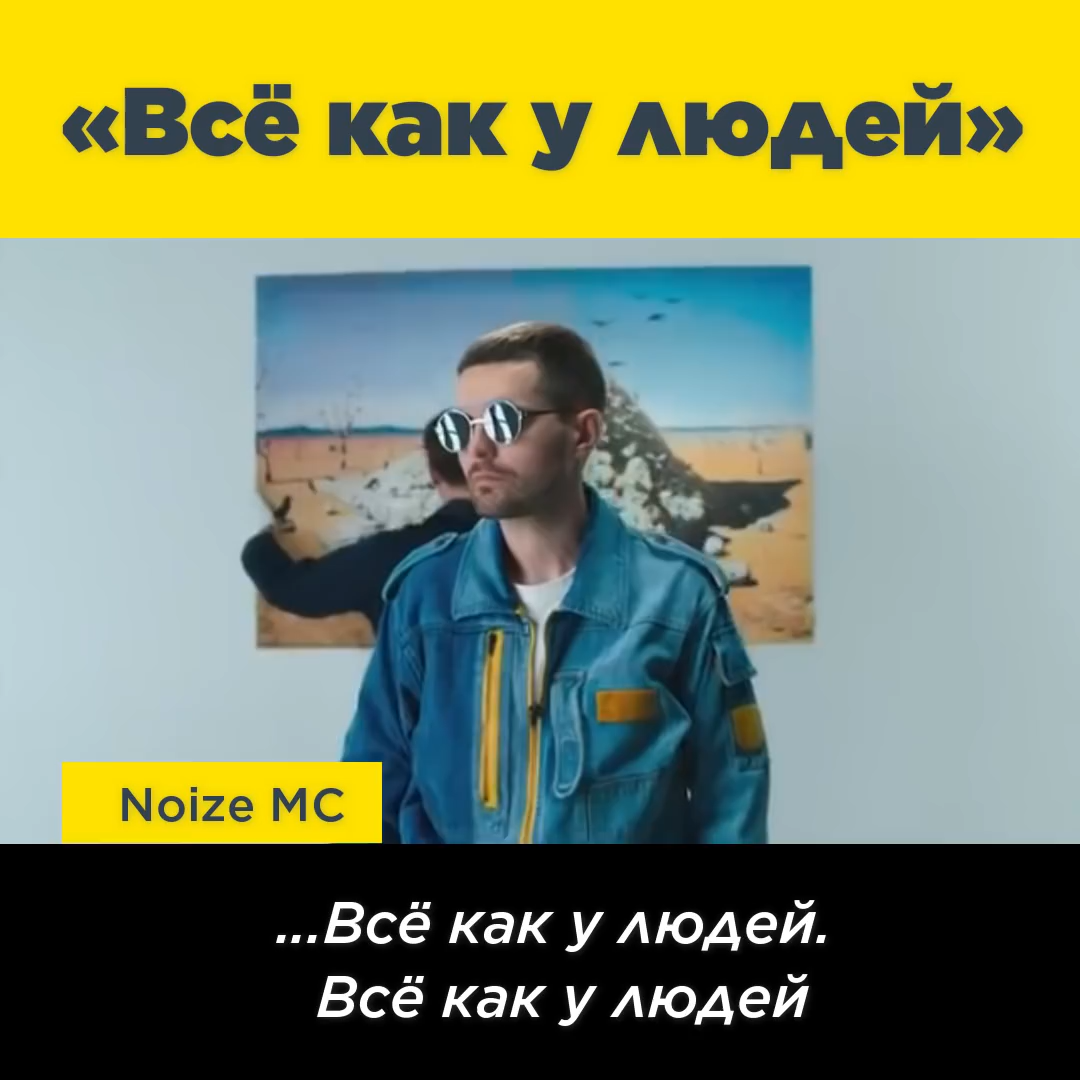 «Всё как у людей»
Noize MC
...Всё как у людей.
Всё как у людей